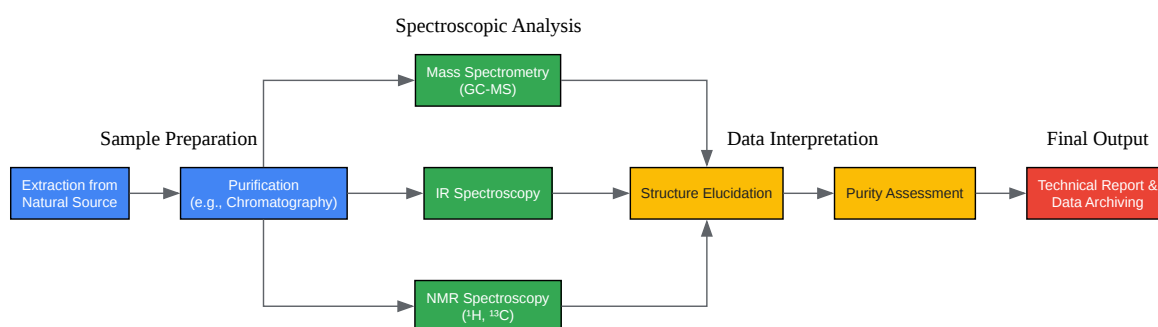 Spectroscopic Analysis
Mass Spectrometry
(GC-MS)
Sample Preparation
Data Interpretation
Final Output
Extraction from
Natural Source
Purification
(e.g., Chromatography)
IR Spectroscopy
Structure Elucidation
Purity Assessment
Technical Report &
Data Archiving
NMR Spectroscopy
(¹H, ¹³C)